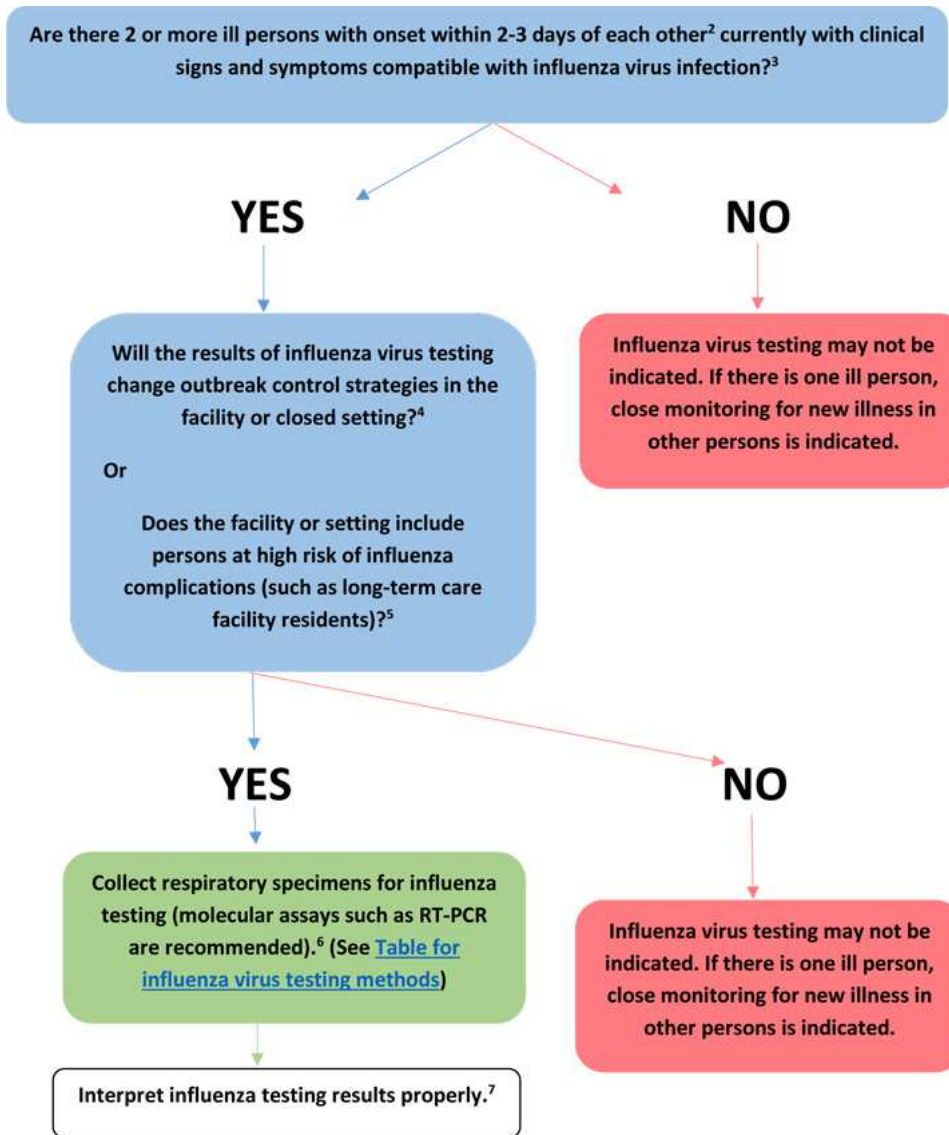 Are there 2 or more ill persons with onset within 2-3 days of each other² currently with clinical
signs and symptoms compatible with influenza virus infection?³
YES
NO
Will the results of influenza virus testing
change outbreak control strategies in the
facility or closed setting?⁴
Or
Does the facility or setting include
persons at high risk of influenza
complications (such as long-term care
facility residents)?⁵
Influenza virus testing may not be
indicated. If there is one ill person,
close monitoring for new illness in
other persons is indicated.
YES
NO
Collect respiratory specimens for influenza
testing (molecular assays such as RT-PCR
are recommended).⁶ (See Table for
influenza virus testing methods)
Influenza virus testing may not be
indicated. If there is one ill person,
close monitoring for new illness in
other persons is indicated.
Interpret influenza testing results properly.⁷